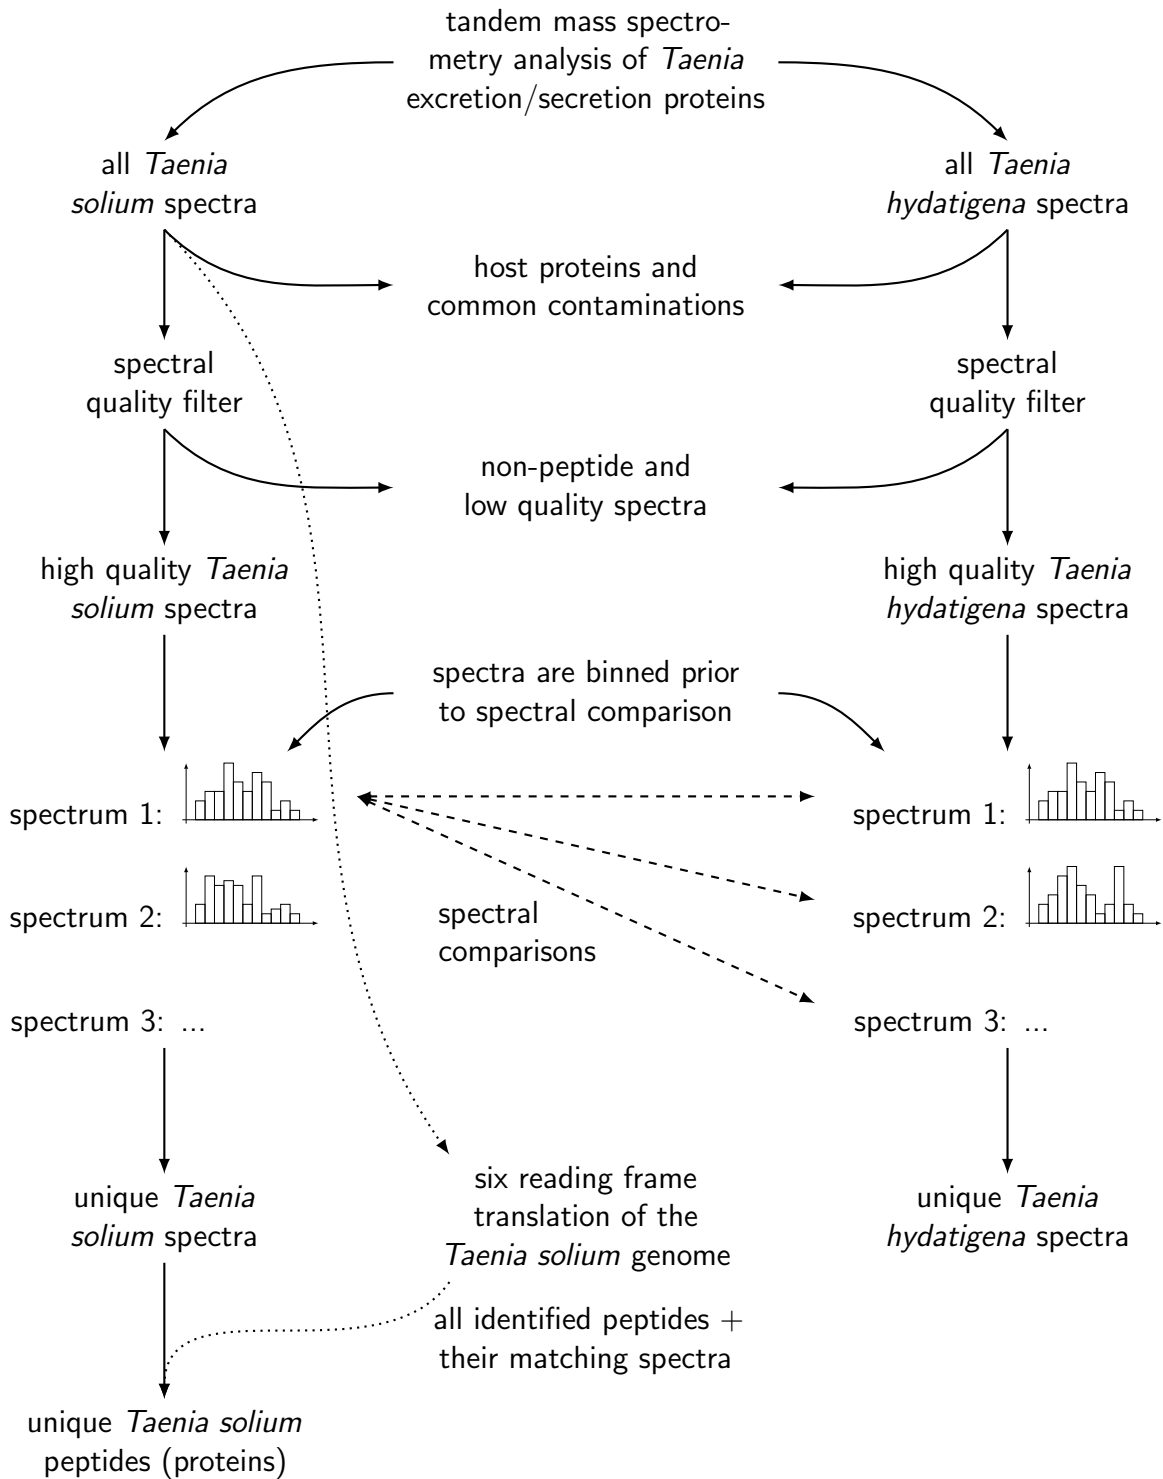 tandem mass spectro-
metry analysis of Taenia
excretion/secretion proteins
all Taenia
solium spectra
all Taenia
hydatigena spectra
host proteins and
common contaminations
spectral
quality filter
spectral
quality filter
non-peptide and
low quality spectra
high quality Taenia
solium spectra
high quality Taenia
hydatigena spectra
spectra are binned prior
to spectral comparison
spectrum 1:
spectrum 1:
spectrum 2:
spectrum 2:
spectral
comparisons
spectrum 3: ...
spectrum 3: ...
unique Taenia
solium spectra
six reading frame
translation of the
Taenia solium genome
unique Taenia
hydatigena spectra
all identified peptides +
their matching spectra
unique Taenia solium
peptides (proteins)